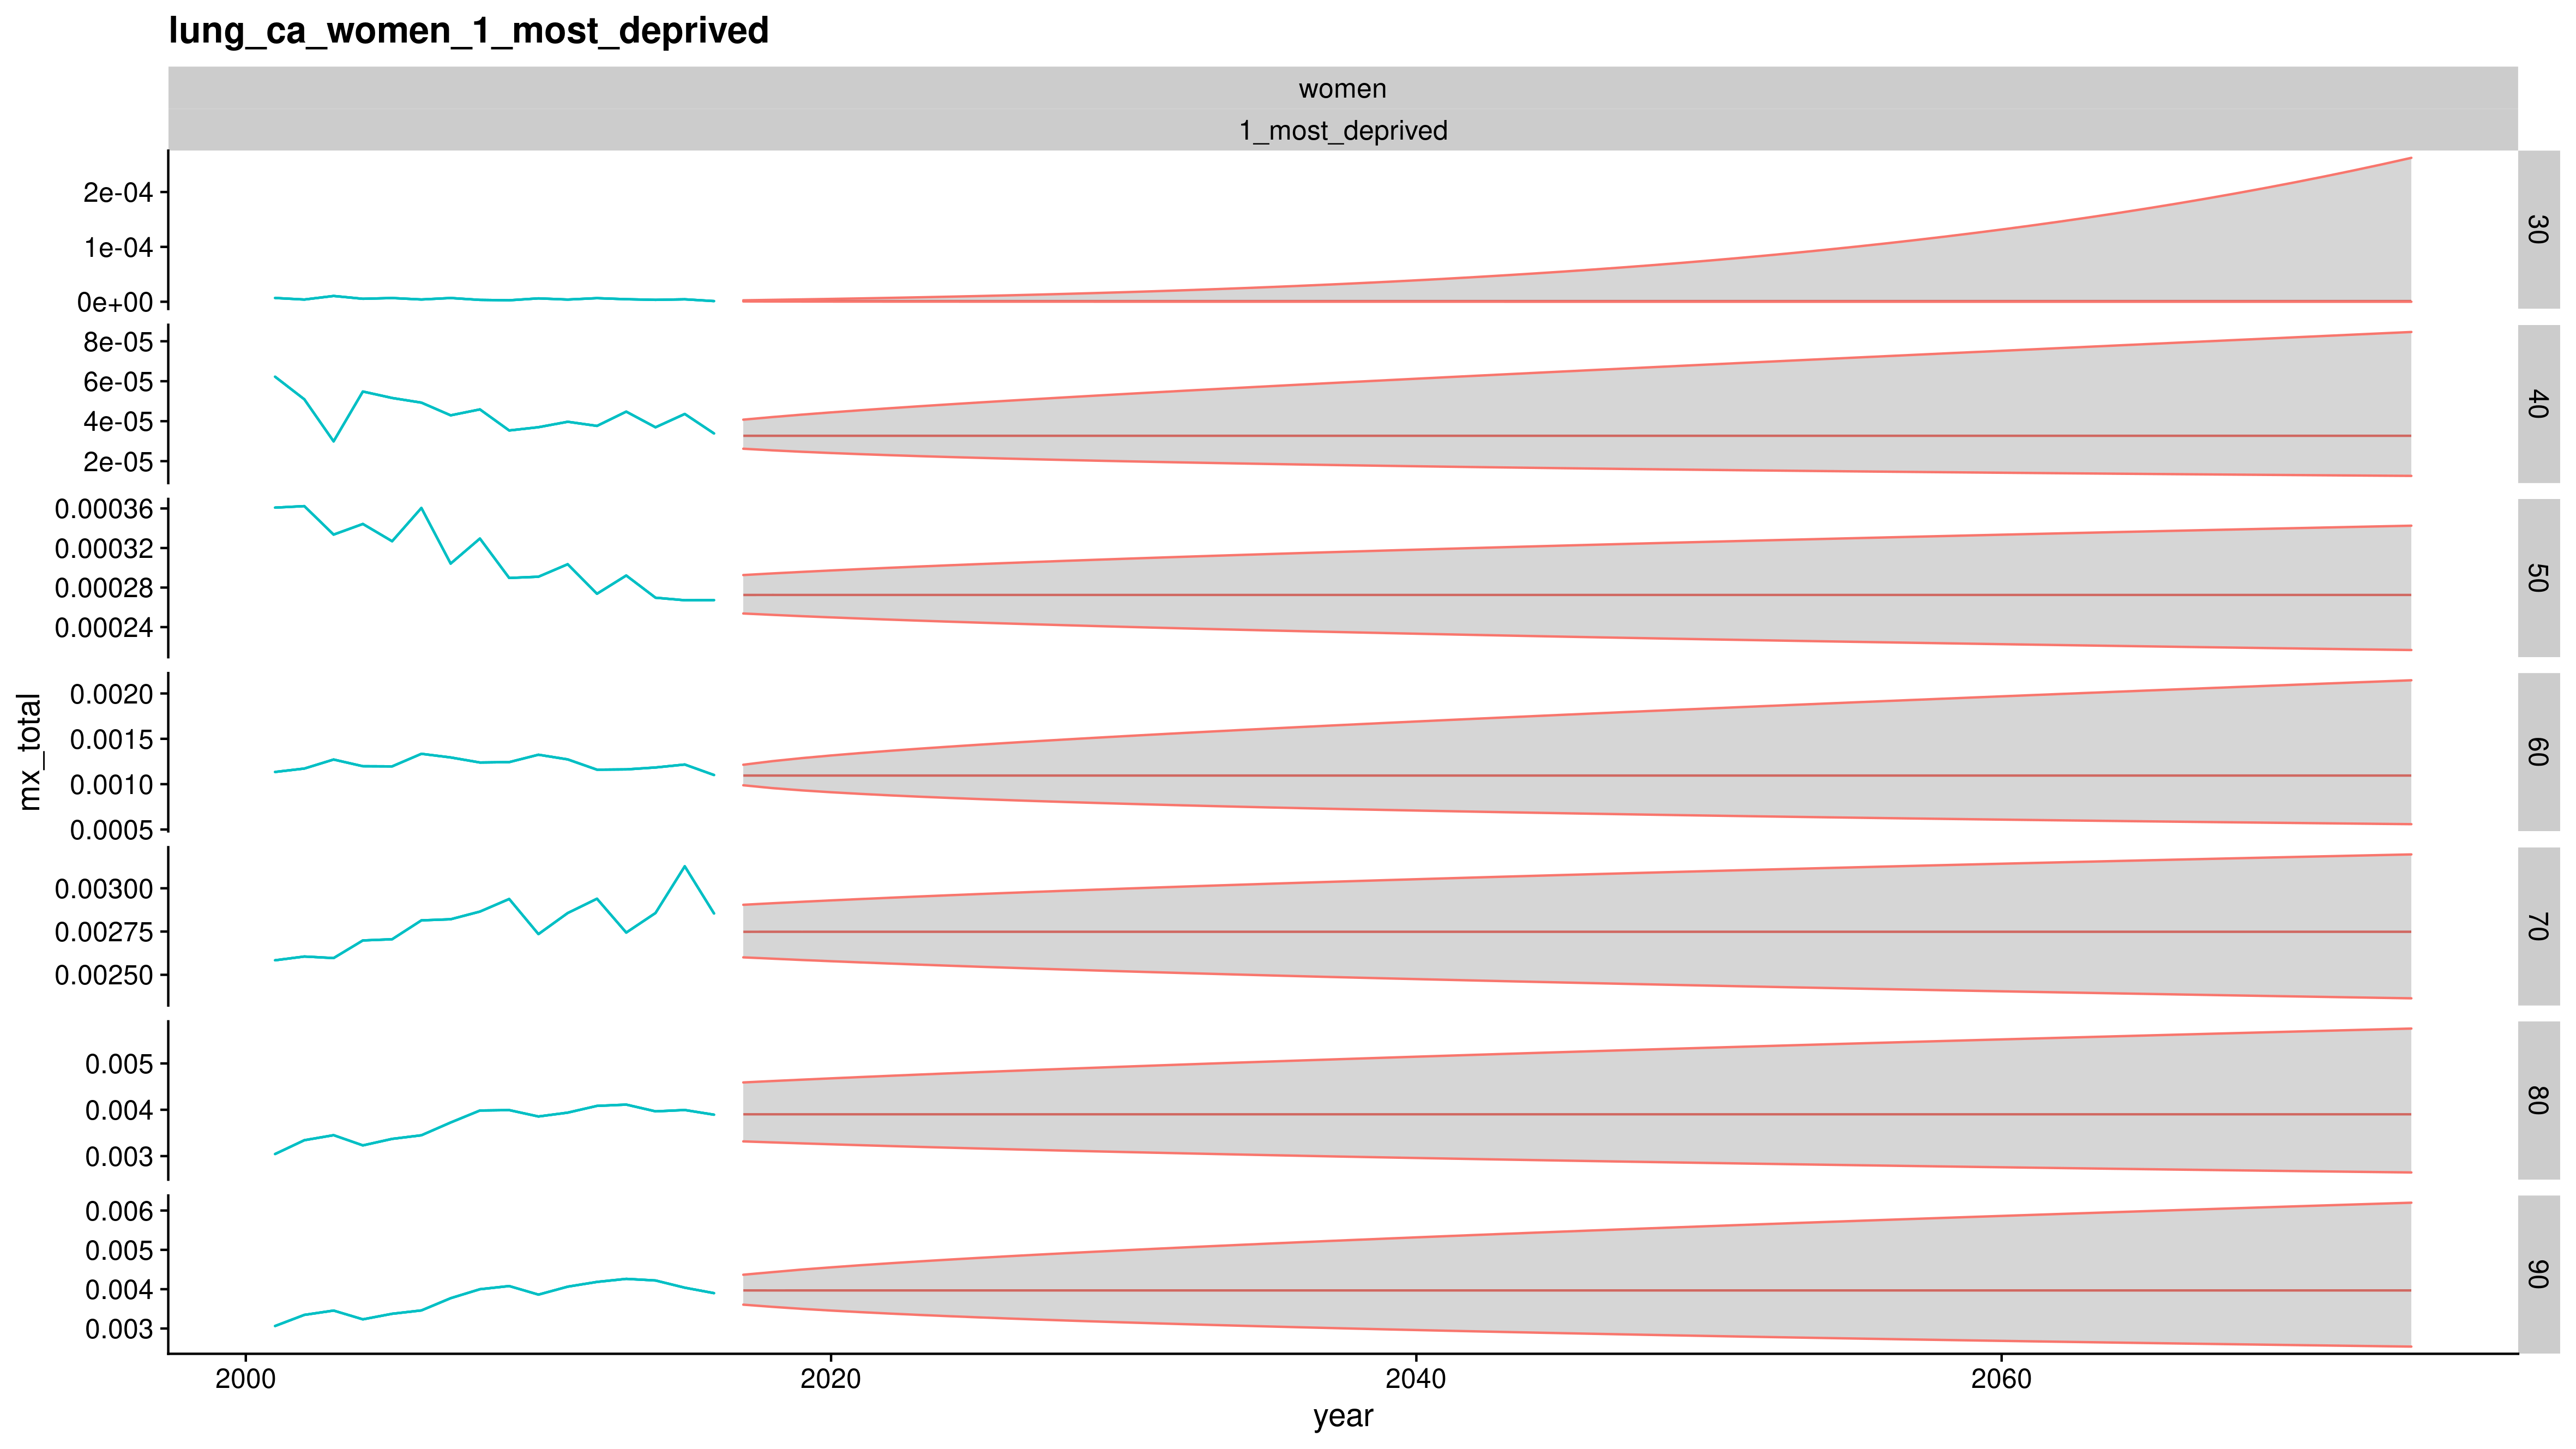 lung_ca_women_1_most_deprived
women
1_most_deprived
2e-04
1e-04
0e+00
30
8e-05
6e-05
4e-05
2e-05
40
0.00036
0.00032
0.00028
0.00024
50
mx_total
0.0020
0.0015
0.0010
0.0005
60
0.00300
0.00275
0.00250
70
0.005
0.004
0.003
80
0.006
0.005
0.004
0.003
90
2000 2020 2040 2060
year